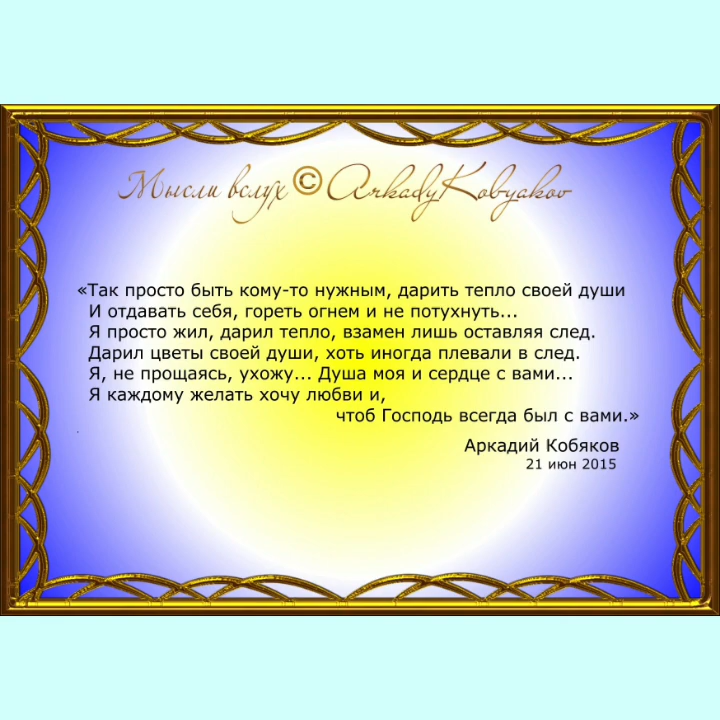 Мысли вслух © ArkadyKobyakov
«Так просто быть кому-то нужным, дарить тепло своей души
И отдавать себя, гореть огнем и не потухнуть...
Я просто жил, дарил тепло, взамен лишь оставляя след.
Дарил цветы своей души, хоть иногда плевали в след.
Я, не прощаясь, ухожу... Душа моя и сердце с вами...
Я каждому желать хочу любви и,
чтоб Господь всегда был с вами.»
Аркадий Кобяков
21 июн 2015